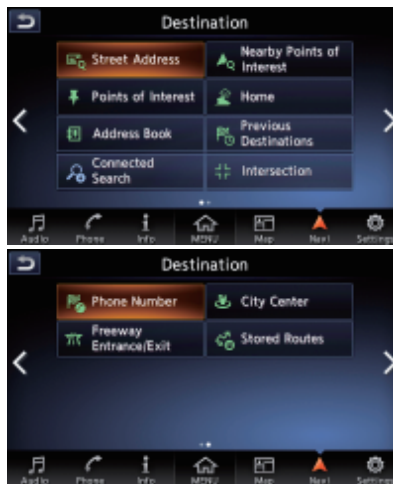 Destination
Street Address
Nearby Points of
Interest
Points of Interest
Home
Address Book
Previous
Destinations
Connected
Search
Intersection
Audio
Phone
Info
MENU
Map
Navi
Settings
Destination
Phone Number
City Center
Freeway
Entrance/Exit
Stored Routes
Audio
Phone
Info
MENU
Map
Navi
Settings